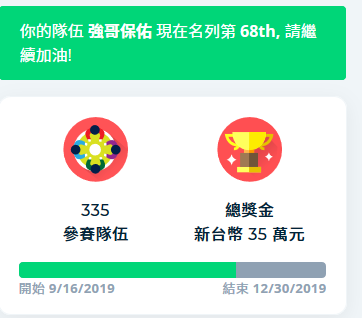 你的隊伍 強哥保佑 現在名列第 68th, 請繼
續加油!
335
參賽隊伍
總獎金
新台幣 35 萬元
開始 9/16/2019
結束 12/30/2019